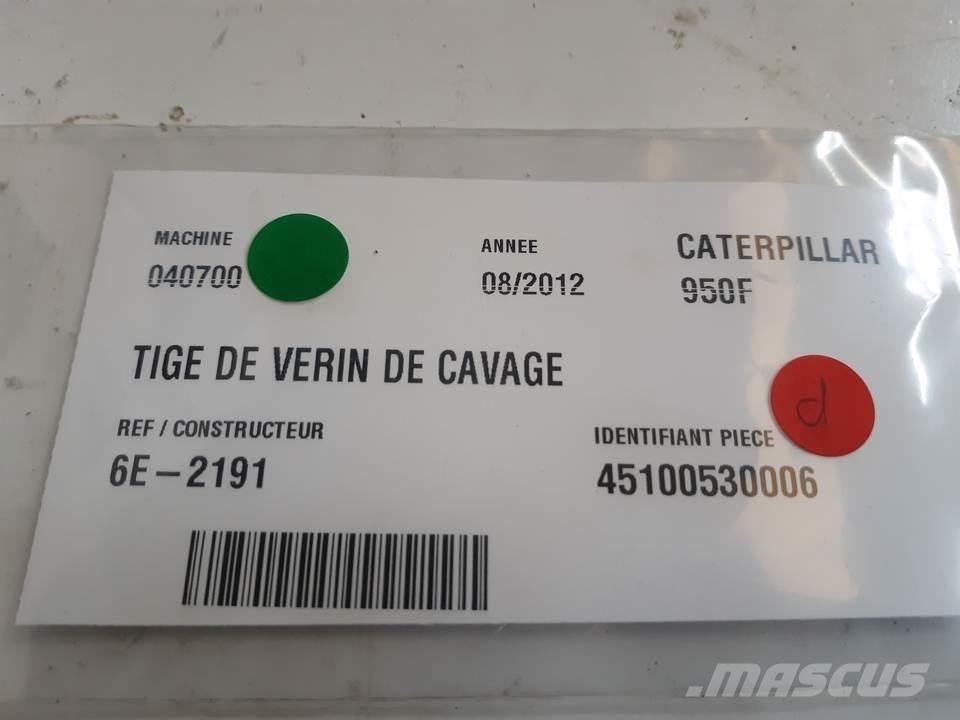 MACHINE
ANNEE
CATERPILLAR
040700
08/2012
950F
TIGE DE VERIN DE CAVAGE
d
REF / CONSTRUCTEUR
IDENTIFIANT PIECE
6E-2191
45100530006
MASCUS